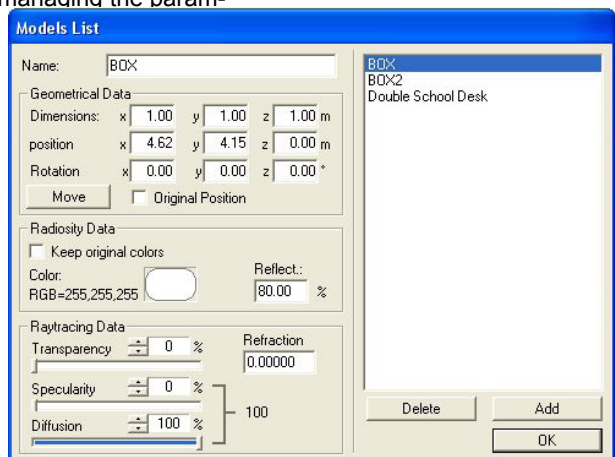 managing the param-
Models List
Name: BOX
Geometrical Data
Dimensions: x 1.00 y 1.00 z 1.00 m
position x 4.62 y 4.15 z 0.00 m
Rotation x 0.00 y 0.00 z 0.00 °
Move Original Position
Radiosity Data
Keep original colors
Color: Reflect.:
RGB=255,255,255 80.00 %
Raytracing Data
Transparency 0 % Refraction
0.00000
Specularity 0 %
100
Diffusion 100 %
BOX
BOX2
Double School Desk
Delete Add
OK